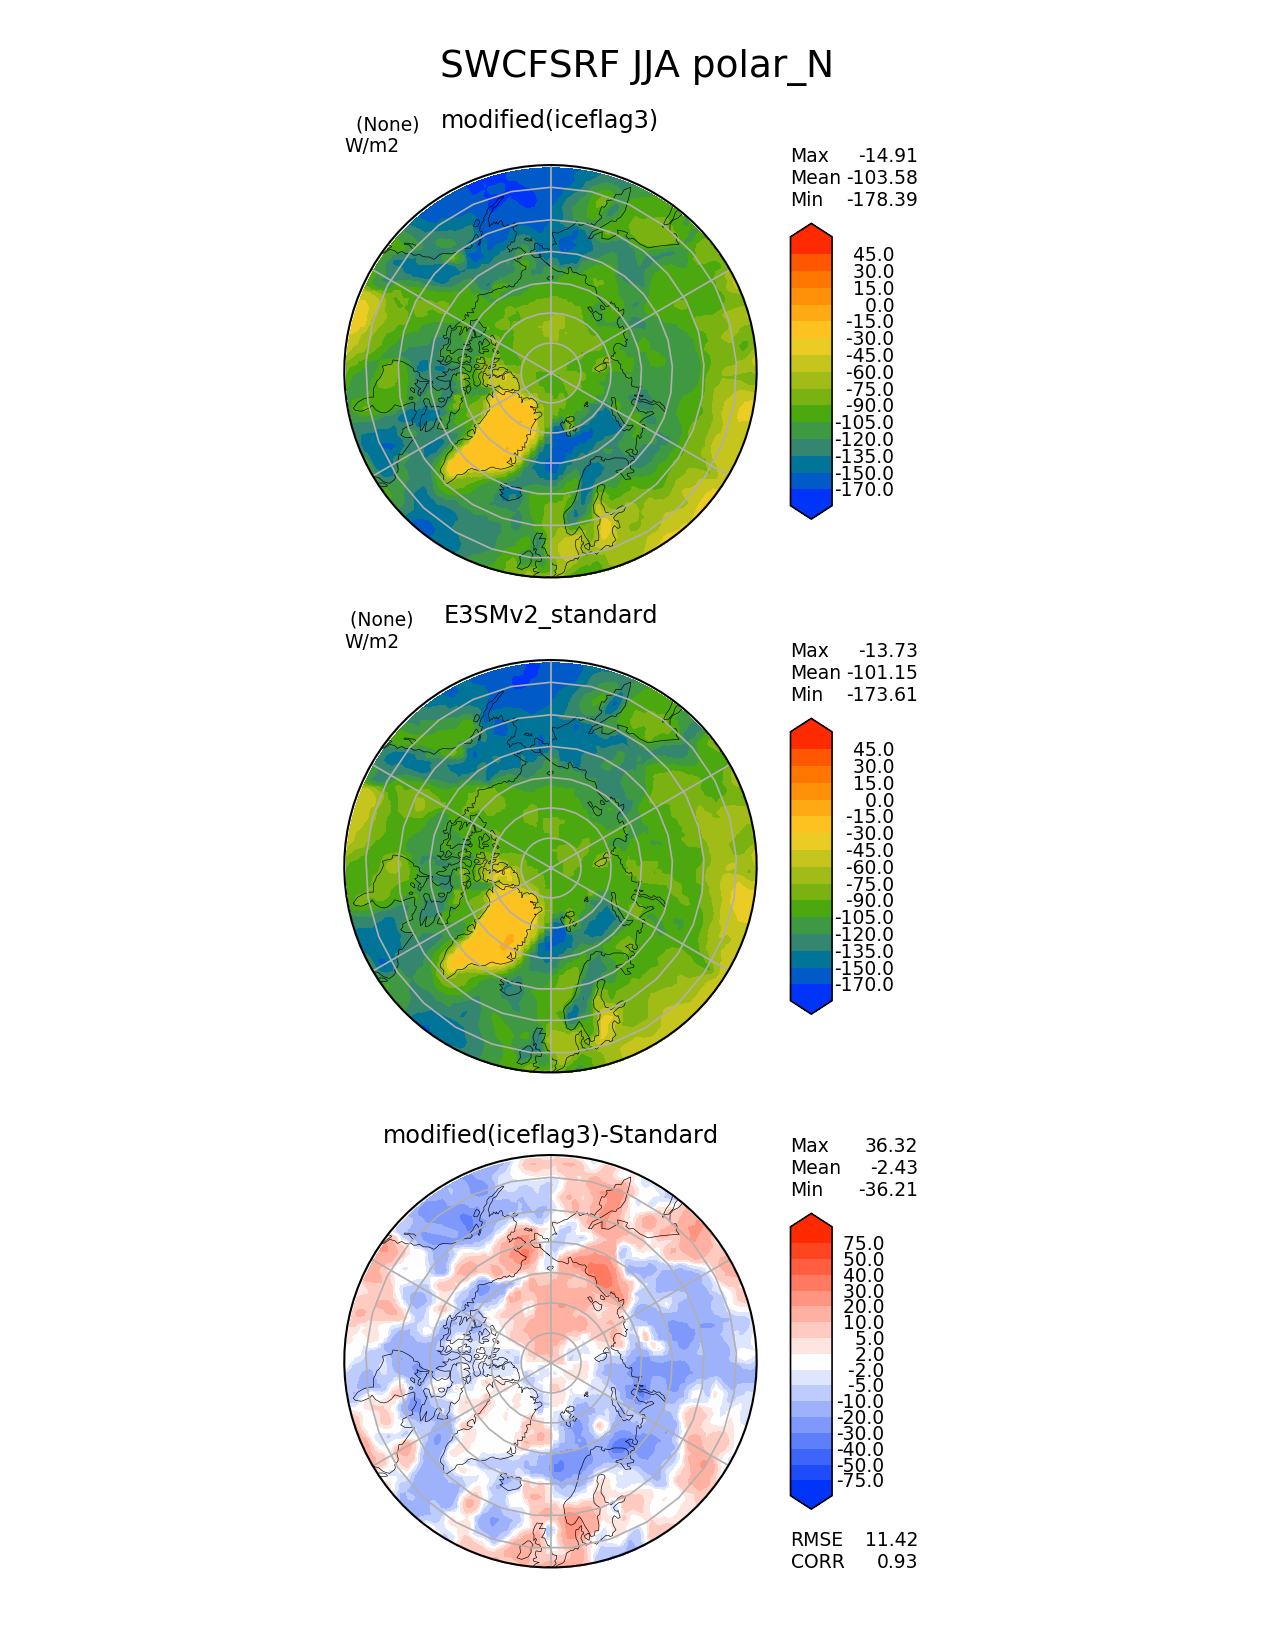 SWCFSRF JJA polar_N
(None)
modified(iceflag3)
W/m2
Max -14.91
Mean -103.58
Min -178.39
45.0
30.0
15.0
0.0
-15.0
-30.0
-45.0
-60.0
-75.0
-90.0
-105.0
-120.0
-135.0
-150.0
-170.0
(None)
E3SMv2_standard
W/m2
Max -13.73
Mean -101.15
Min -173.61
45.0
30.0
15.0
0.0
-15.0
-30.0
-45.0
-60.0
-75.0
-90.0
-105.0
-120.0
-135.0
-150.0
-170.0
modified(iceflag3)-Standard
Max 36.32
Mean -2.43
Min -36.21
75.0
50.0
40.0
30.0
20.0
10.0
5.0
2.0
-2.0
-5.0
-10.0
-20.0
-30.0
-40.0
-50.0
-75.0
RMSE 11.42
CORR 0.93